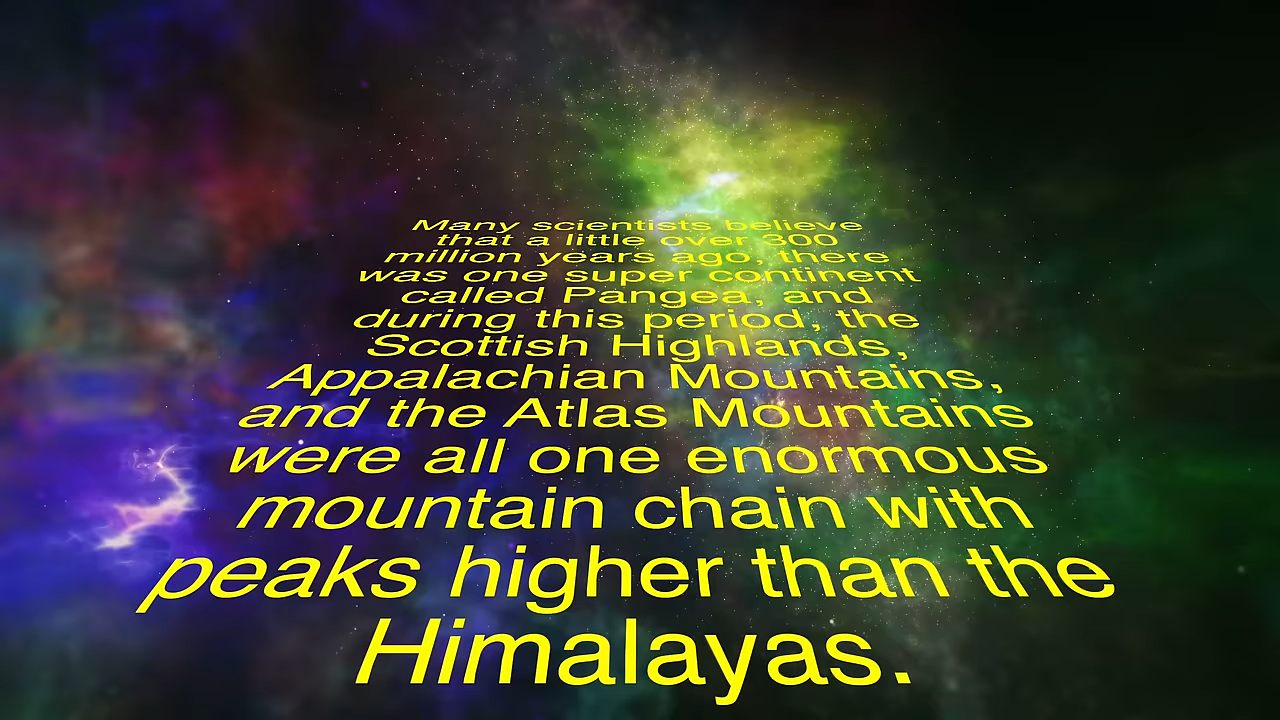 Many scientists believe
that a little over 300
million years ago, there
was one super continent
called Pangea, and
during this period, the
Scottish Highlands,
Appalachian Mountains,
and the Atlas Mountains
were all one enormous
mountain chain with
peaks higher than the
Himalayas.